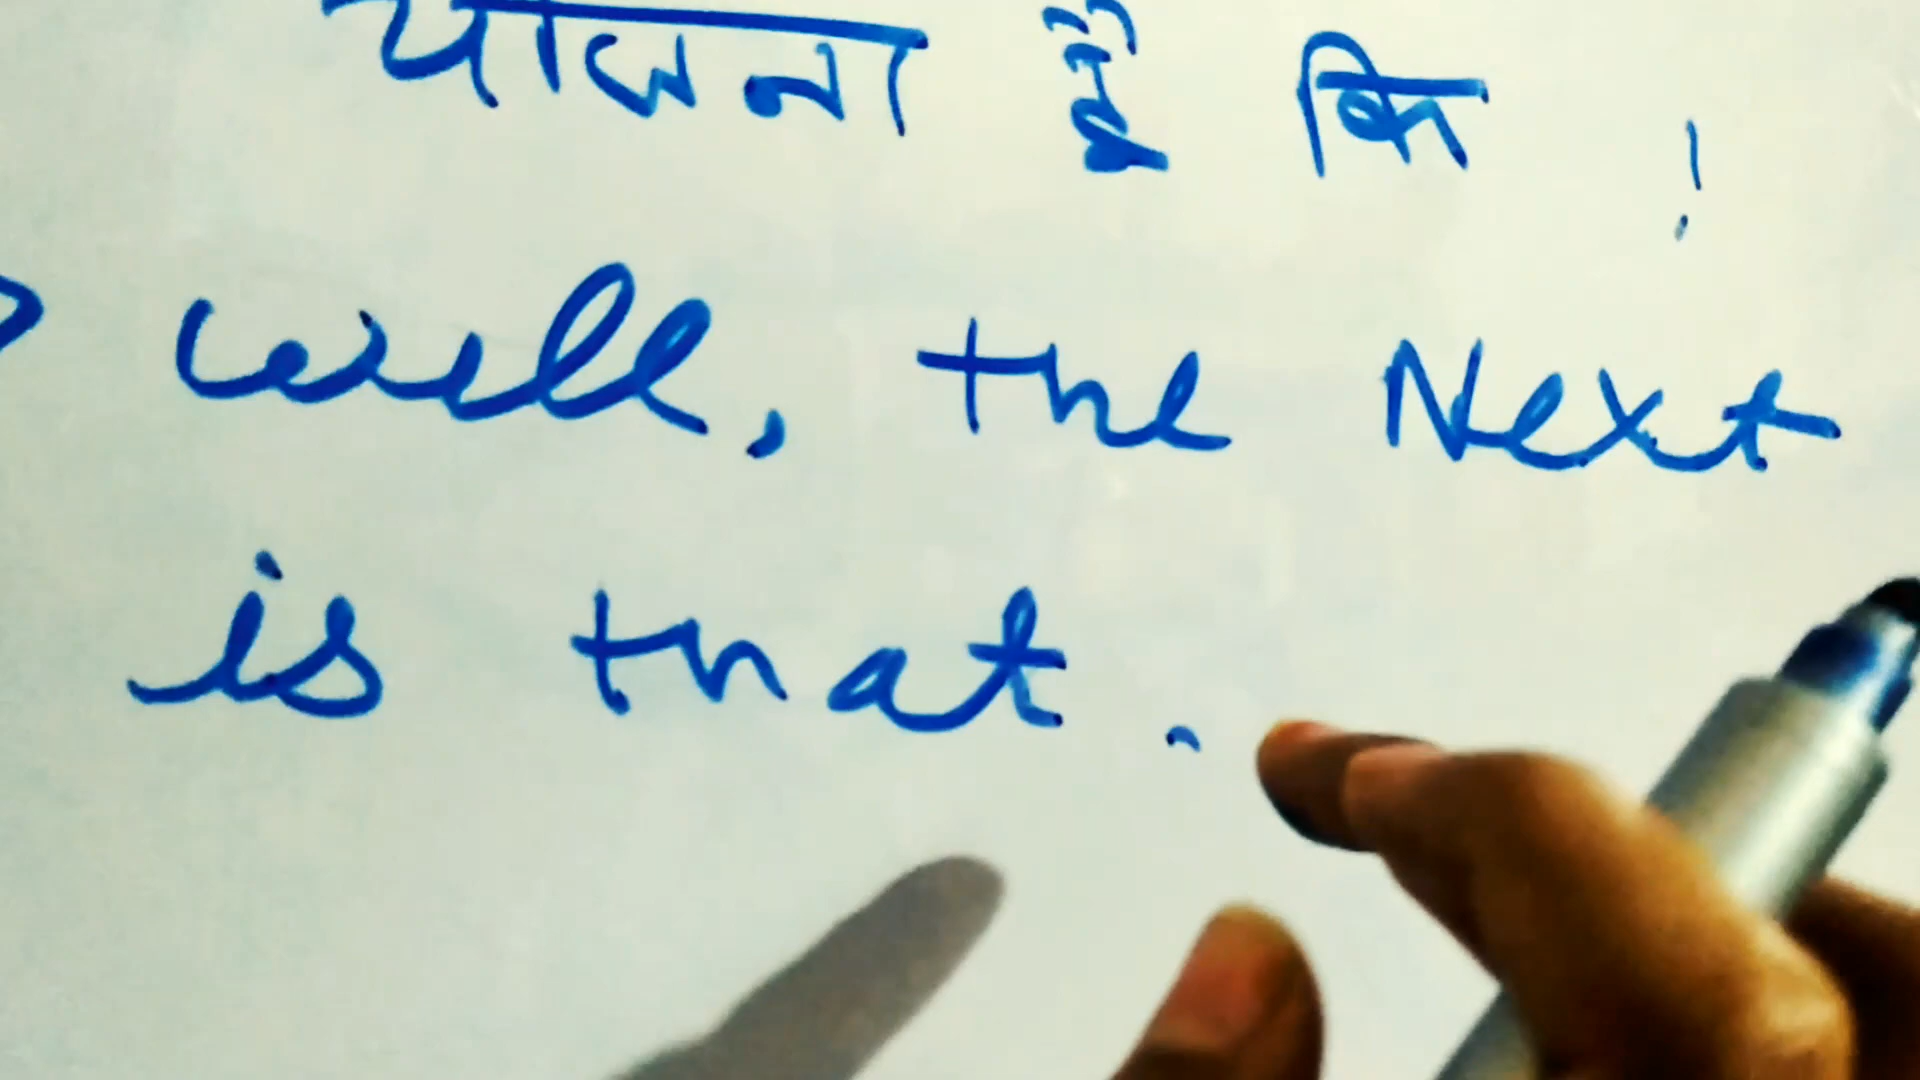 योजना है कि !
well, the Next
is that.